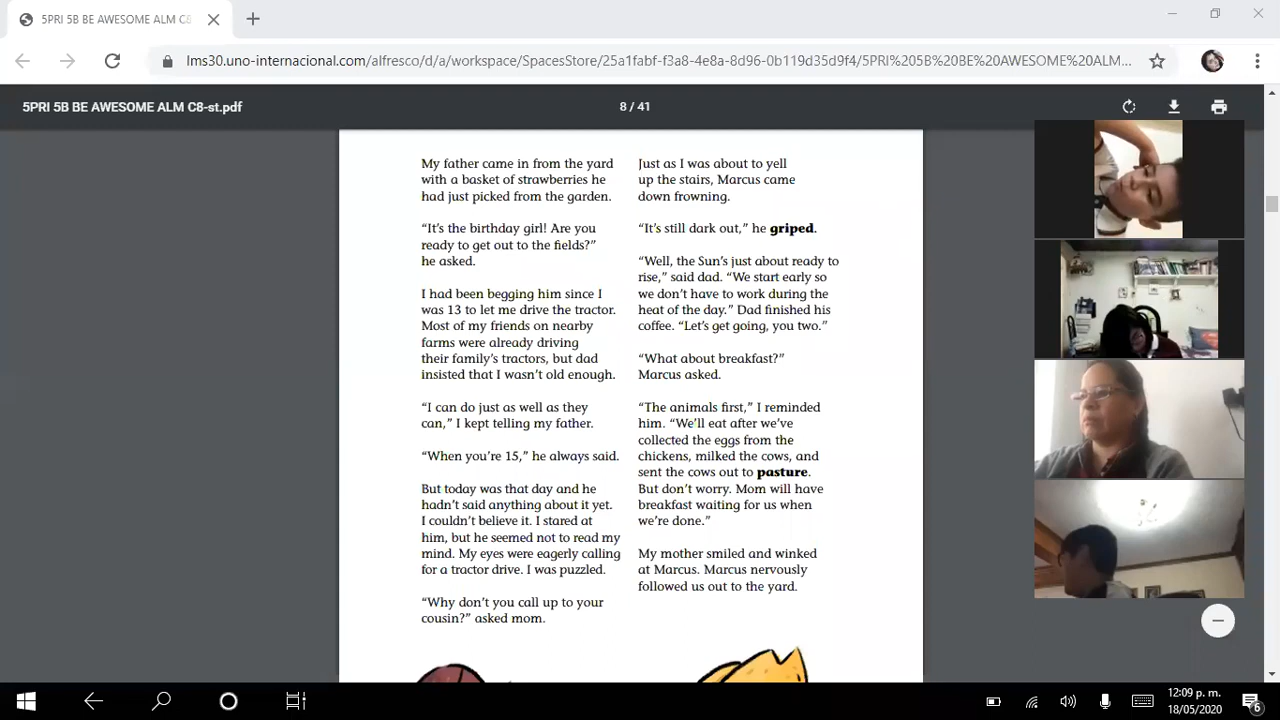 5PRI 5B BE AWESOME ALM C8
lms30.uno-internacional.com/alfresco/d/a/workspace/SpacesStore/25a1fabf-f3a8-4e8a-8d96-0b119d35d9f4/5PRI%205B%20BE%20AWESOME%20ALM...
5PRI 5B BE AWESOME ALM C8-st.pdf
8 / 41
My father came in from the yard
with a basket of strawberries he
had just picked from the garden.
“It’s the birthday girl! Are you
ready to get out to the fields?”
he asked.
I had been begging him since I
was 13 to let me drive the tractor.
Most of my friends on nearby
farms were already driving
their family’s tractors, but dad
insisted that I wasn’t old enough.
“I can do just as well as they
can,” I kept telling my father.
“When you’re 15,” he always said.
But today was that day and he
hadn’t said anything about it yet.
I couldn’t believe it. I stared at
him, but he seemed not to read my
mind. My eyes were eagerly calling
for a tractor drive. I was puzzled.
“Why don’t you call up to your
cousin?” asked mom.
Just as I was about to yell
up the stairs, Marcus came
down frowning.
“It’s still dark out,” he griped.
“Well, the Sun’s just about ready to
rise,” said dad. “We start early so
we don’t have to work during the
heat of the day.” Dad finished his
coffee. “Let’s get going, you two.”
“What about breakfast?”
Marcus asked.
“The animals first,” I reminded
him. “We’ll eat after we’ve
collected the eggs from the
chickens, milked the cows, and
sent the cows out to pasture.
But don’t worry. Mom will have
breakfast waiting for us when
we’re done.”
My mother smiled and winked
at Marcus. Marcus nervously
followed us out to the yard.
12:09 p. m.
18/05/2020
6